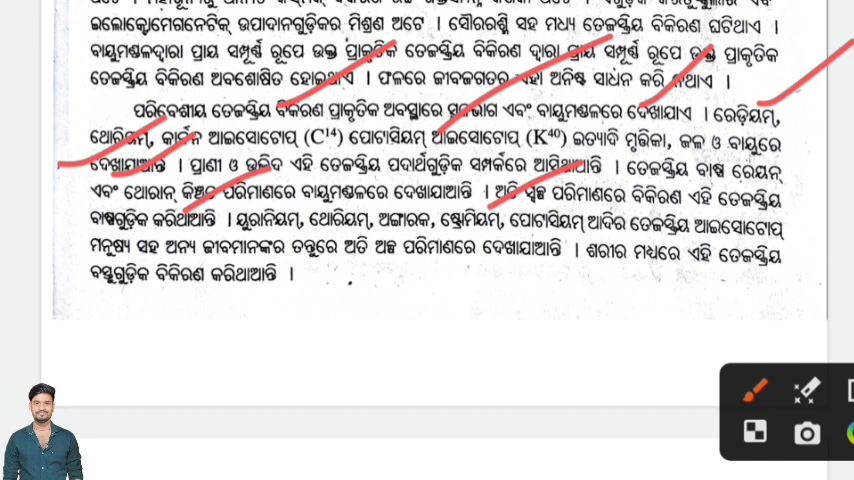 ଇଲୋକ୍ଟ୍ରୋମେଗନେଟିକ୍ ଉପାଦାନଗୁଡ଼ିକର ମିଶ୍ରଣ ଅଟେ । ସୌରରଶ୍ମି ସହ ମଧ୍ୟ ତେଜସ୍କ୍ରିୟ ବିକିରଣ ଘଟିଥାଏ ।
ବାୟୁମଣ୍ଡଳଦ୍ୱାରା ପ୍ରାୟ ସମ୍ପୂର୍ଣ୍ଣ ରୂପେ ଉକ୍ତ ପ୍ରାକୃତିକ ତେଜସ୍କ୍ରିୟ ବିକିରଣ ଦ୍ୱାରା ପ୍ରାୟ ସମ୍ପୂର୍ଣ୍ଣ ରୂପେ ଉକ୍ତ ପ୍ରାକୃତିକ
ତେଜସ୍କ୍ରିୟ ବିକିରଣ ଅବଶୋଷିତ ହୋଇଥାଏ । ଫଳରେ ଜୀବଜଗତର ଏହା ଅନିଷ୍ଟ ସାଧନ କରି ନଥାଏ ।
ପରିବେଶୀୟ ତେଜସ୍କ୍ରିୟ ବିକିରଣ ପ୍ରାକୃତିକ ଅବସ୍ଥାରେ ସ୍ଥଳଭାଗ ଏବଂ ବାୟୁମଣ୍ଡଳରେ ଦେଖାଯାଏ । ରେଡ଼ିୟମ୍,
ଥୋରିୟମ୍, କାର୍ବନ ଆଇସୋଟୋପ୍ (C¹⁴) ପୋଟାସିୟମ୍ ଆଇସୋଟୋପ୍ (K⁴⁰) ଇତ୍ୟାଦି ମୃତ୍ତିକା, ଜଳ ଓ ବାୟୁରେ
ଦେଖାଯାଆନ୍ତି । ପ୍ରାଣୀ ଓ ଉଦ୍ଭିଦ ଏହି ତେଜସ୍କ୍ରିୟ ପଦାର୍ଥଗୁଡ଼ିକ ସମ୍ପର୍କରେ ଆସିଥାଆନ୍ତି । ତେଜସ୍କ୍ରିୟ ବାଷ୍ପ ରେୟନ୍
ଏବଂ ଥୋରାନ୍ କିଞ୍ଚିତ ପରିମାଣରେ ବାୟୁମଣ୍ଡଳରେ ଦେଖାଯାଆନ୍ତି । ଅତି ସ୍ୱଚ୍ଛ ପରିମାଣରେ ବିକିରଣ ଏହି ତେଜସ୍କ୍ରିୟ
ବାଷ୍ପଗୁଡ଼ିକ କରିଥାଆନ୍ତି । ୟୁରାନିୟମ୍, ଥୋରିୟମ୍, ଅଙ୍ଗାରକ, ଷ୍ଟ୍ରୋମିୟମ୍, ପୋଟାସିୟମ୍ ଆଦିର ତେଜସ୍କ୍ରିୟ ଆଇସୋଟୋପ୍
ମନୁଷ୍ୟ ସହ ଅନ୍ୟ ଜୀବମାନଙ୍କର ତନ୍ତୁରେ ଅତି ଅଳ୍ପ ପରିମାଣରେ ଦେଖାଯାଆନ୍ତି । ଶରୀର ମଧ୍ୟରେ ଏହି ତେଜସ୍କ୍ରିୟ
ବସ୍ତୁଗୁଡ଼ିକ ବିକିରଣ କରିଥାଆନ୍ତି ।